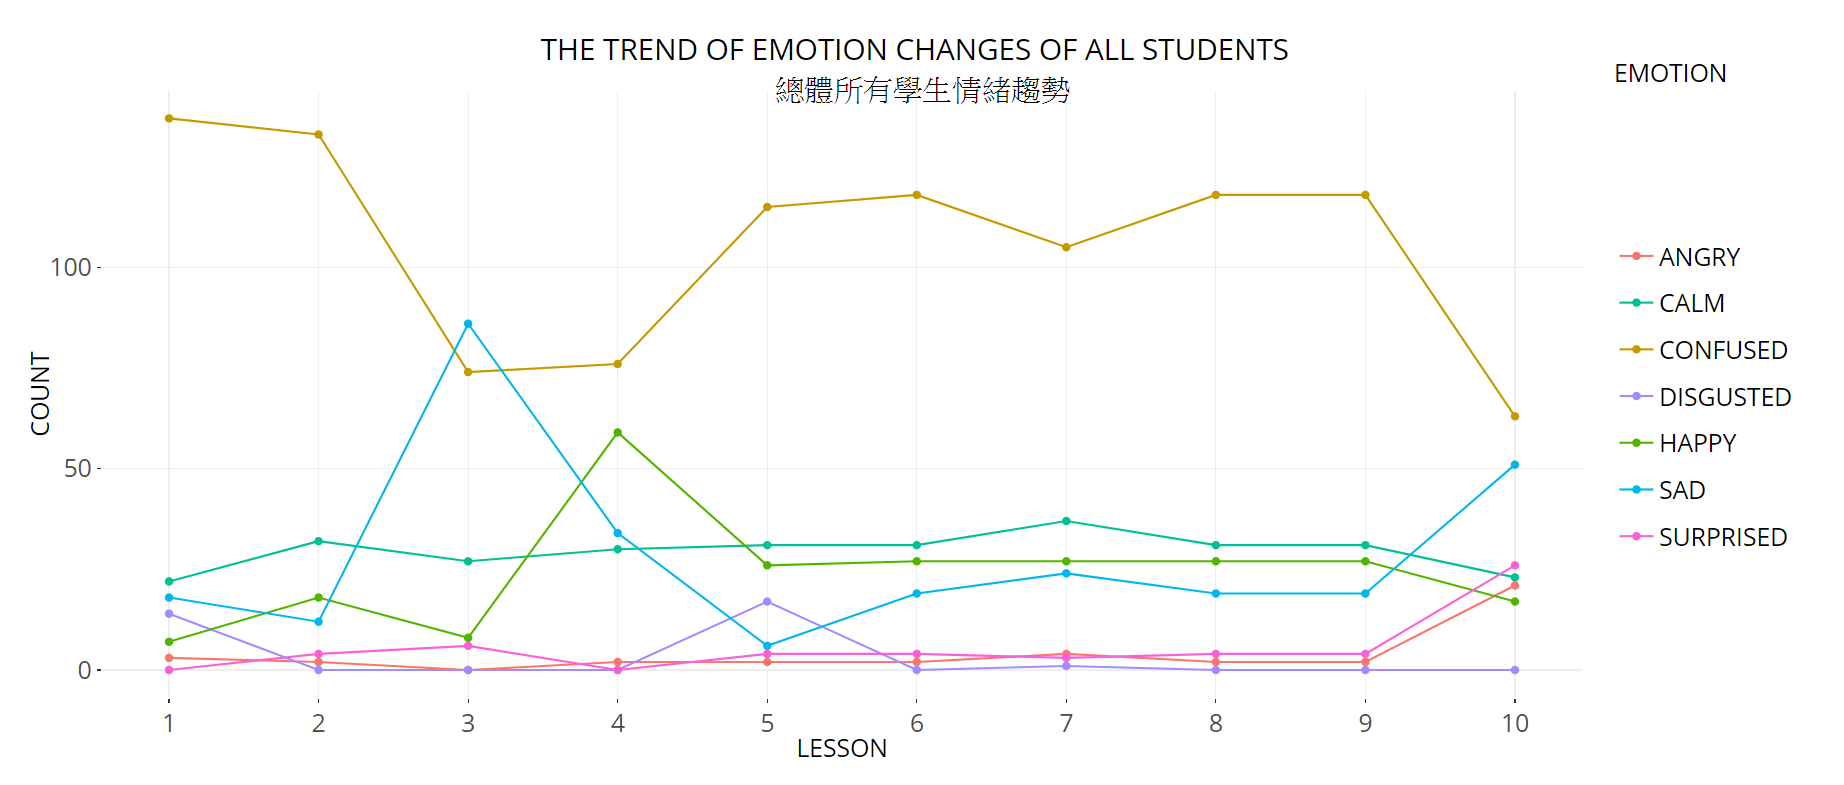 THE TREND OF EMOTION CHANGES OF ALL STUDENTS
總體所有學生情緒趨勢
EMOTION
ANGRY
CALM
CONFUSED
DISGUSTED
HAPPY
SAD
SURPRISED
COUNT
100
50
0
1 2 3 4 5 6 7 8 9 10
LESSON